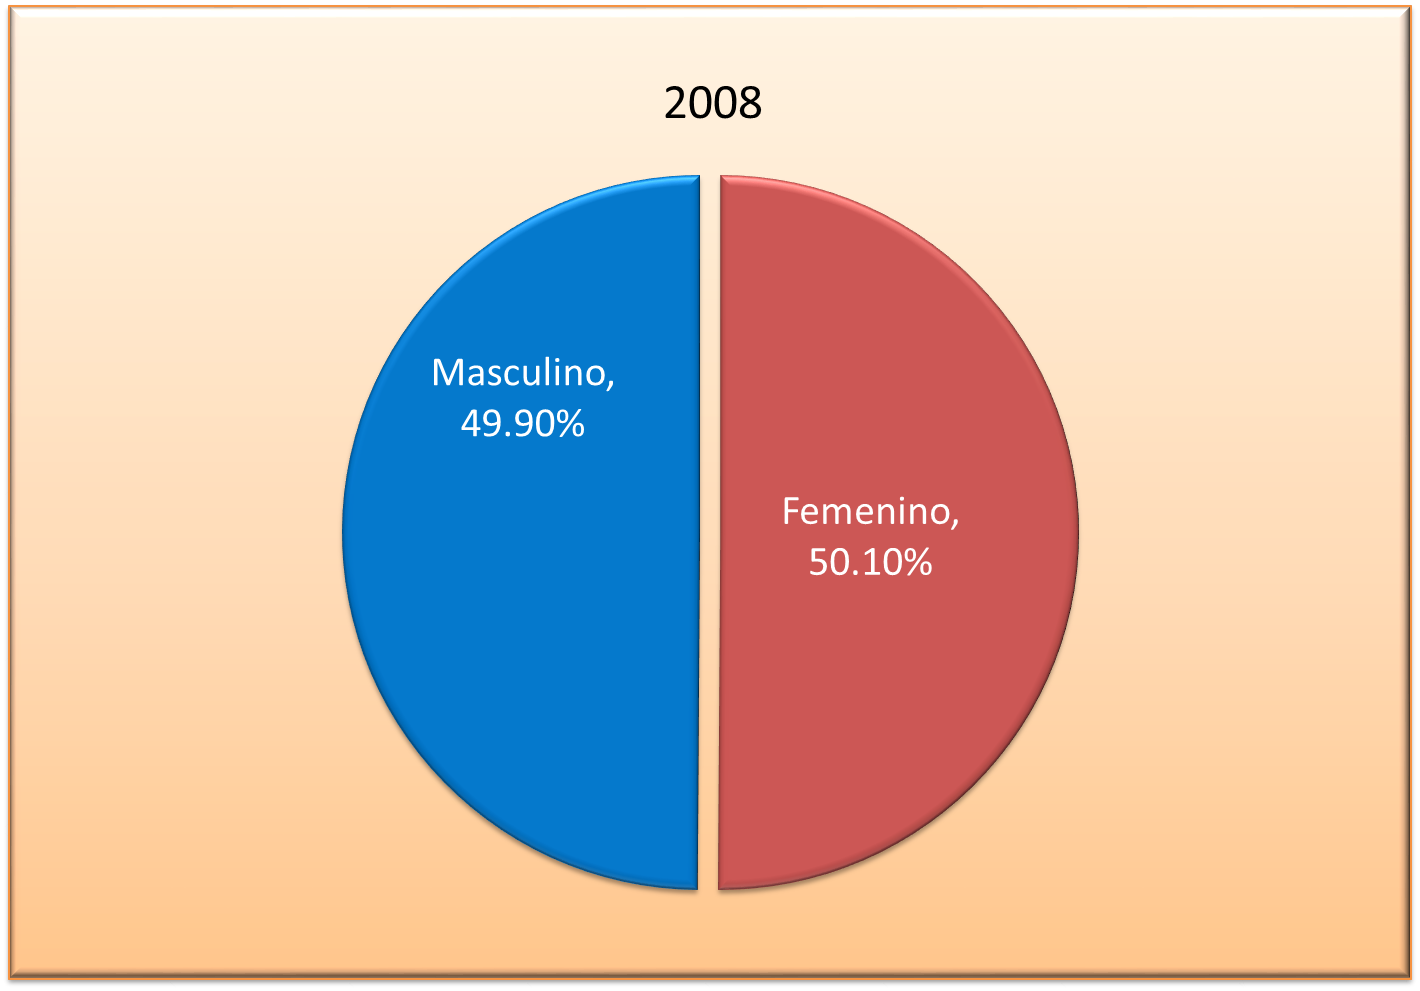 2008
Masculino,
49.90%
Femenino,
50.10%